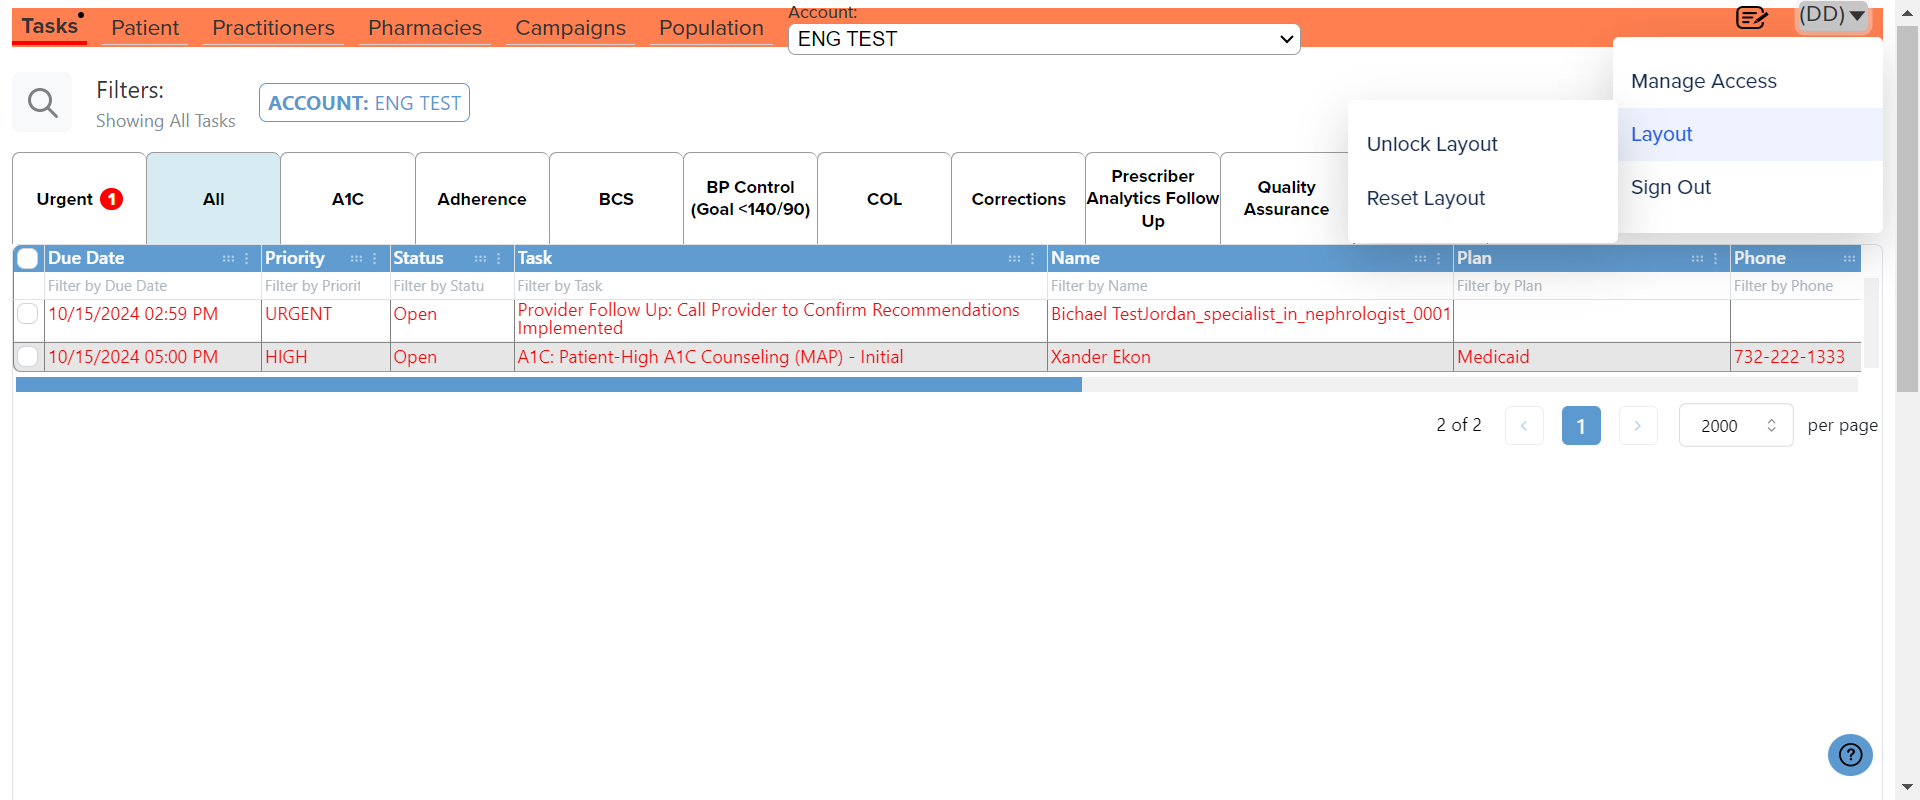 Tasks Patient Practitioners Pharmacies Campaigns Population
Account:
ENG TEST
(DD)
Manage Access
Layout
Sign Out
Unlock Layout
Reset Layout
Filters:
Showing All Tasks
ACCOUNT: ENG TEST
Urgent 1
All
A1C
Adherence
BCS
BP Control
(Goal <140/90)
COL
Corrections
Prescriber
Analytics Follow
Up
Quality
Assurance
Due Date Priority Status Task Name Plan Phone
Filter by Due Date Filter by Priorit Filter by Statu Filter by Task Filter by Name Filter by Plan Filter by Phone
10/15/2024 02:59 PM URGENT Open Provider Follow Up: Call Provider to Confirm Recommendations
Implemented
Bichael TestJordan_specialist_in_nephrologist_0001
10/15/2024 05:00 PM HIGH Open A1C: Patient-High A1C Counseling (MAP) - Initial Xander Ekon Medicaid 732-222-1333
2 of 2 < 1 > 2000 per page
?